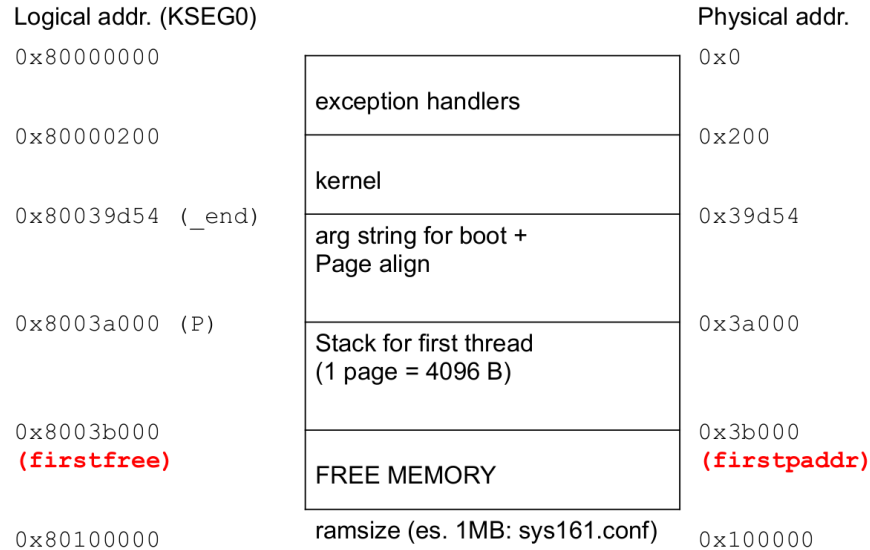 Logical addr. (KSEG0)
Physical addr.
0x80000000
0x0
exception handlers
0x80000200
0x200
kernel
0x80039d54 (_end)
0x39d54
arg string for boot +
Page align
0x8003a000 (P)
0x3a000
Stack for first thread
(1 page = 4096 B)
0x8003b000
(firstfree)
0x3b000
(firstpaddr)
FREE MEMORY
ramsize (es. 1MB: sys161.conf)
0x80100000
0x100000